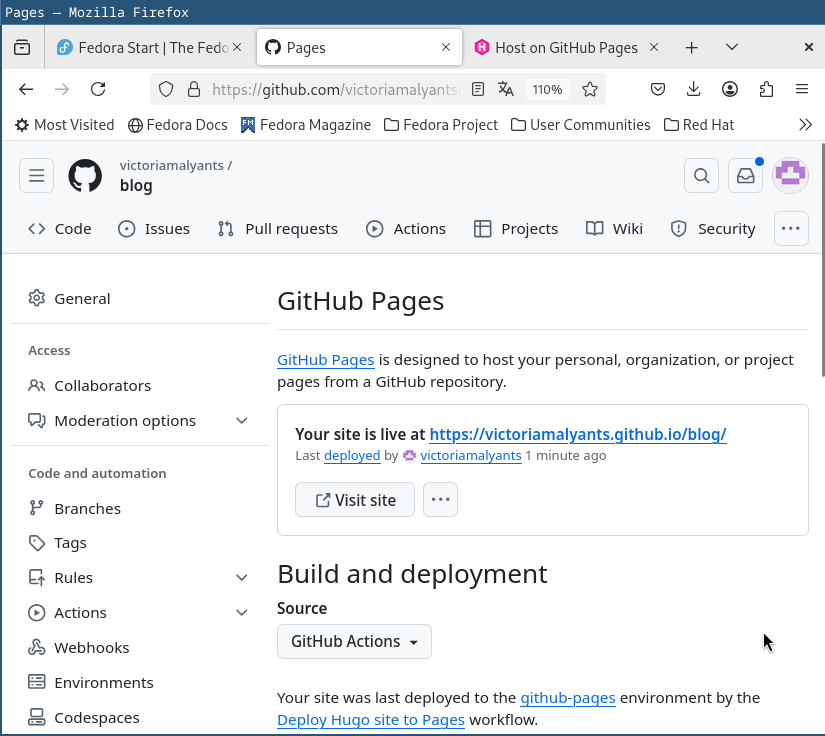 Pages — Mozilla Firefox
Fedora Start | The Fedo
Pages
Host on GitHub Pages
https://github.com/victoriamalyants/
110%
Most Visited
Fedora Docs
FM Fedora Magazine
Fedora Project
User Communities
Red Hat
victoriamalyants /
blog
Code
Issues
Pull requests
Actions
Projects
Wiki
Security
General
Access
Collaborators
Moderation options
Code and automation
Branches
Tags
Rules
Actions
Webhooks
Environments
Codespaces
GitHub Pages
GitHub Pages is designed to host your personal, organization, or project
pages from a GitHub repository.
Your site is live at https://victoriamalyants.github.io/blog/
Last deployed by victoriamalyants 1 minute ago
Visit site
Build and deployment
Source
GitHub Actions
Your site was last deployed to the github-pages environment by the
Deploy Hugo site to Pages workflow.